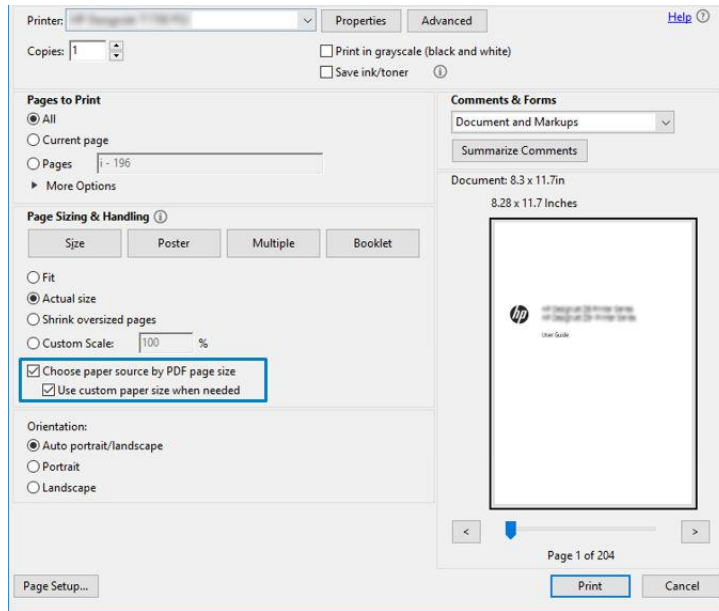 Printer: Properties Advanced Help
Copies: 1 Print in grayscale (black and white)
Save ink/toner
Pages to Print
All
Current page
Pages i - 196
More Options
Page Sizing & Handling
Size Poster Multiple Booklet
Fit
Actual size
Shrink oversized pages
Custom Scale: 100 %
Choose paper source by PDF page size
Use custom paper size when needed
Orientation:
Auto portrait/landscape
Portrait
Landscape
Comments & Forms
Document and Markups
Summarize Comments
Document: 8.3 x 11.7in
8.28 x 11.7 Inches
hp
User Guide
< >
Page 1 of 204
Page Setup... Print Cancel